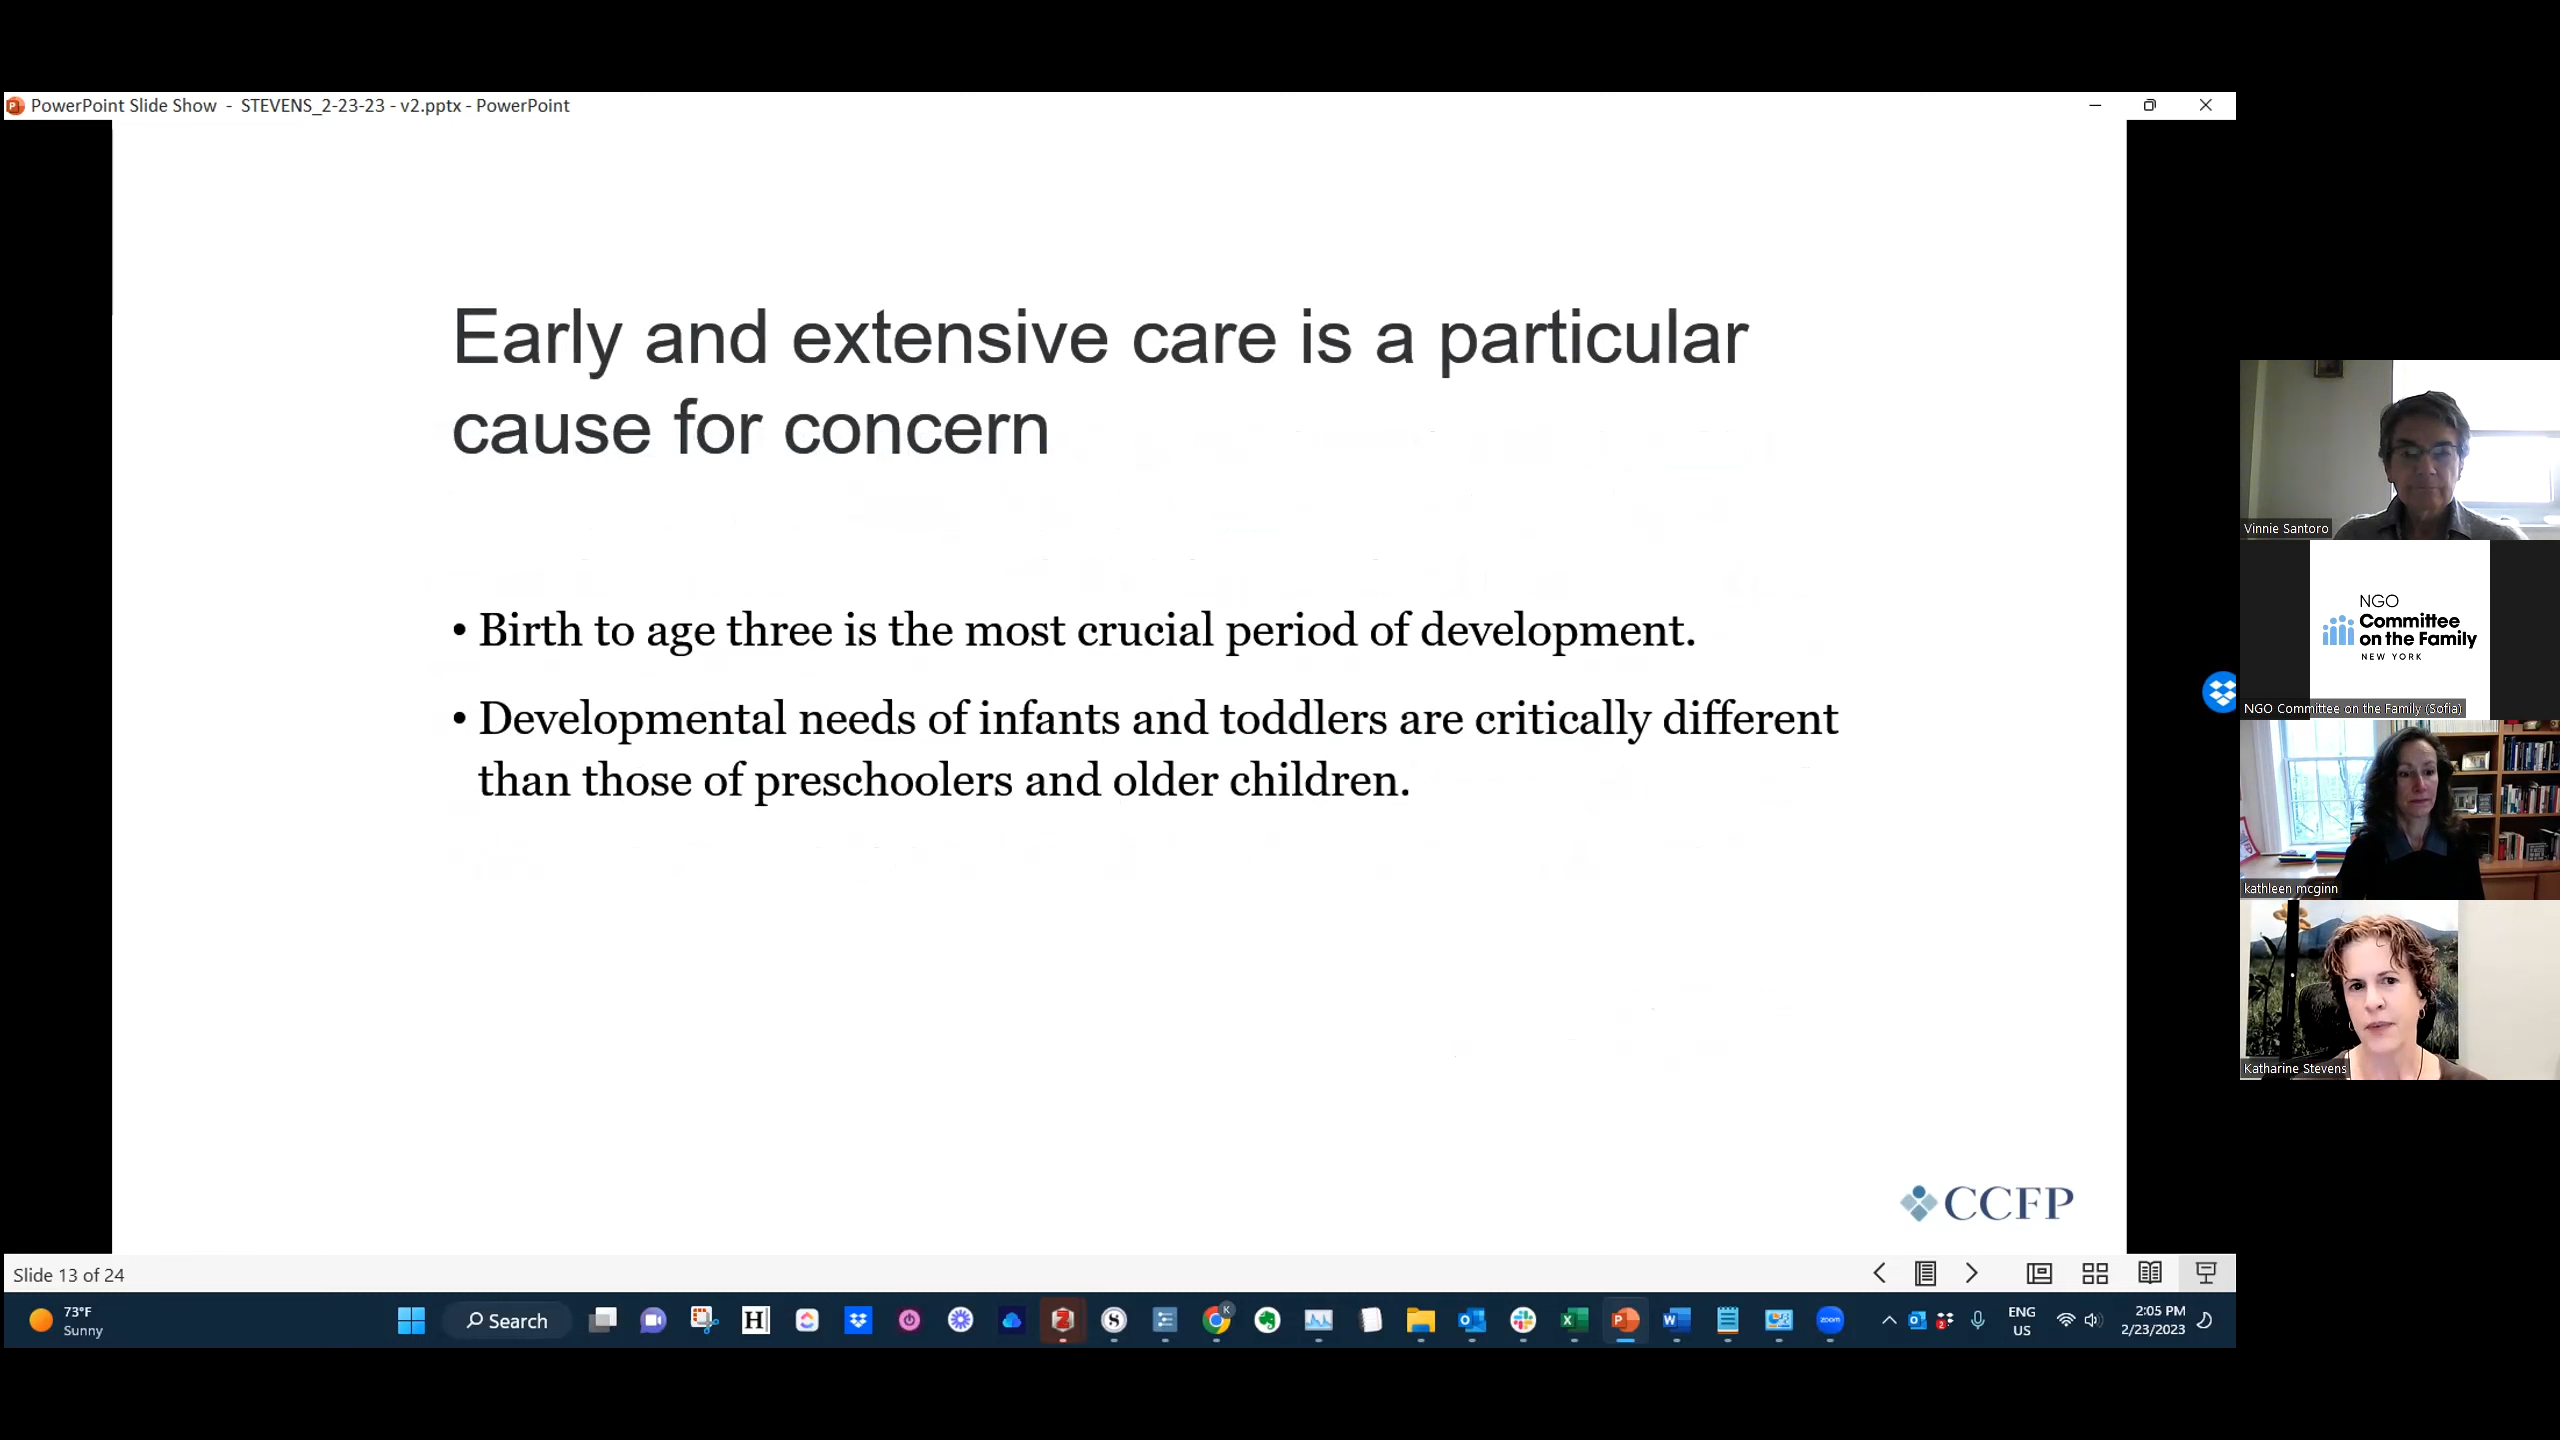 PowerPoint Slide Show - STEVENS_2-23-23 - v2.pptx - PowerPoint
Early and extensive care is a particular
cause for concern
• Birth to age three is the most crucial period of development.
• Developmental needs of infants and toddlers are critically different
than those of preschoolers and older children.
CCFP
Vinnie Santoro
NGO
Committee
on the Family
NEW YORK
NGO Committee on the Family (Sofia)
kathleen mcginn
Katharine Stevens
Slide 13 of 24
73°F
Sunny
Search
zoom
ENG
US
2:05 PM
2/23/2023